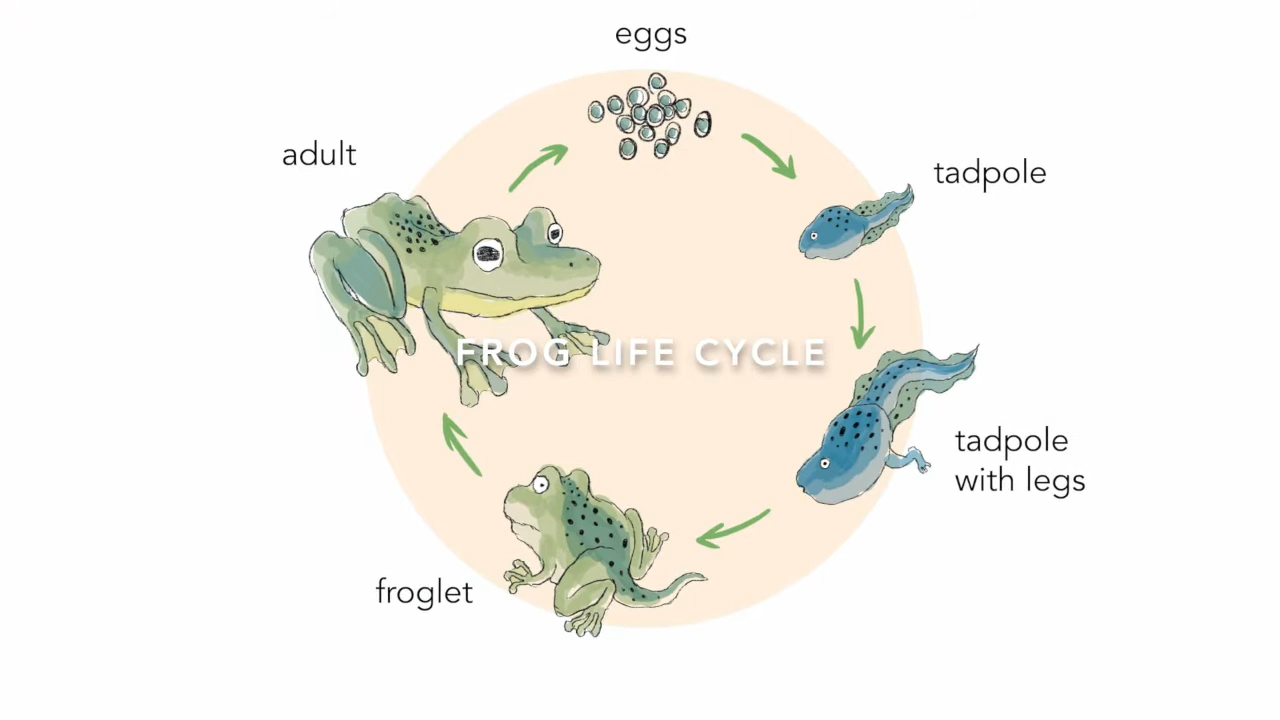 eggs
adult
tadpole
FROG LIFE CYCLE
tadpole
with legs
froglet